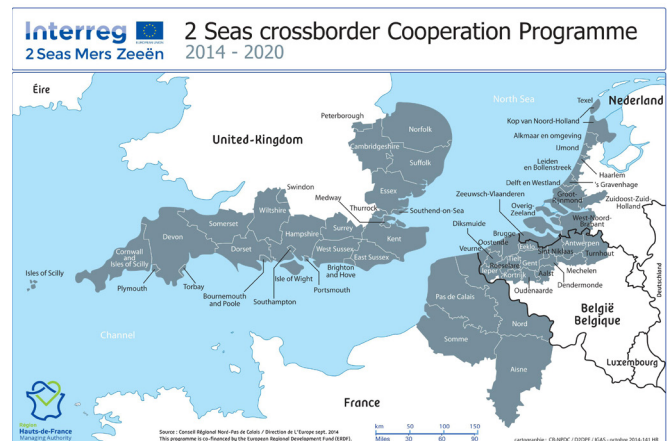 Interreg
EUROPEAN UNION
2 Seas Mers Zeeën
2 Seas crossborder Cooperation Programme
2014 - 2020
Éire
United-Kingdom
North Sea
Nederland
Texel
Kop van Noord-Holland
Alkmaar en omgeving
IJmond
Leiden
en Bollenstreek
Haarlem
Delft en Westland
's Gravenhage
Groot-
Rijnmond
Zuidoost-Zuid
Holland
Overig-
Zeeland
West-Noord-
Brabant
Zeeuwsch-Vlaanderen
Peterborough
Norfolk
Cambridgeshire
Suffolk
Essex
Swindon
Medway
Thurrock
Southend-on-Sea
Wiltshire
Somerset
Devon
Cornwall
and Isles of Scilly
Hampshire
Surrey
Kent
Dorset
West Sussex
East Sussex
Isles of Scilly
Plymouth
Torbay
Bournemouth
and Poole
Southampton
Isle of Wight
Portsmouth
Brighton
and Hove
Diksmuide
Veurne
Oostende
Brugge
Eeklo
Sint Niklaas
Antwerpen
Turnhout
Tielt
Roeselare
Gent
Ieper
Aalst
Mechelen
Dendermonde
Oudenaarde
België
Belgique
Deutschland
Luxembourg
Pas de Calais
Nord
Somme
Aisne
Channel
France
Région
Hauts-de-France
Managing Authority
Source : Conseil Régional Nord-Pas de Calais / Direction de L'Europe sept. 2014
This programme is co-financed by the European Regional Development Fund (ERDF).
km 50 100 150
Miles 30 60 90